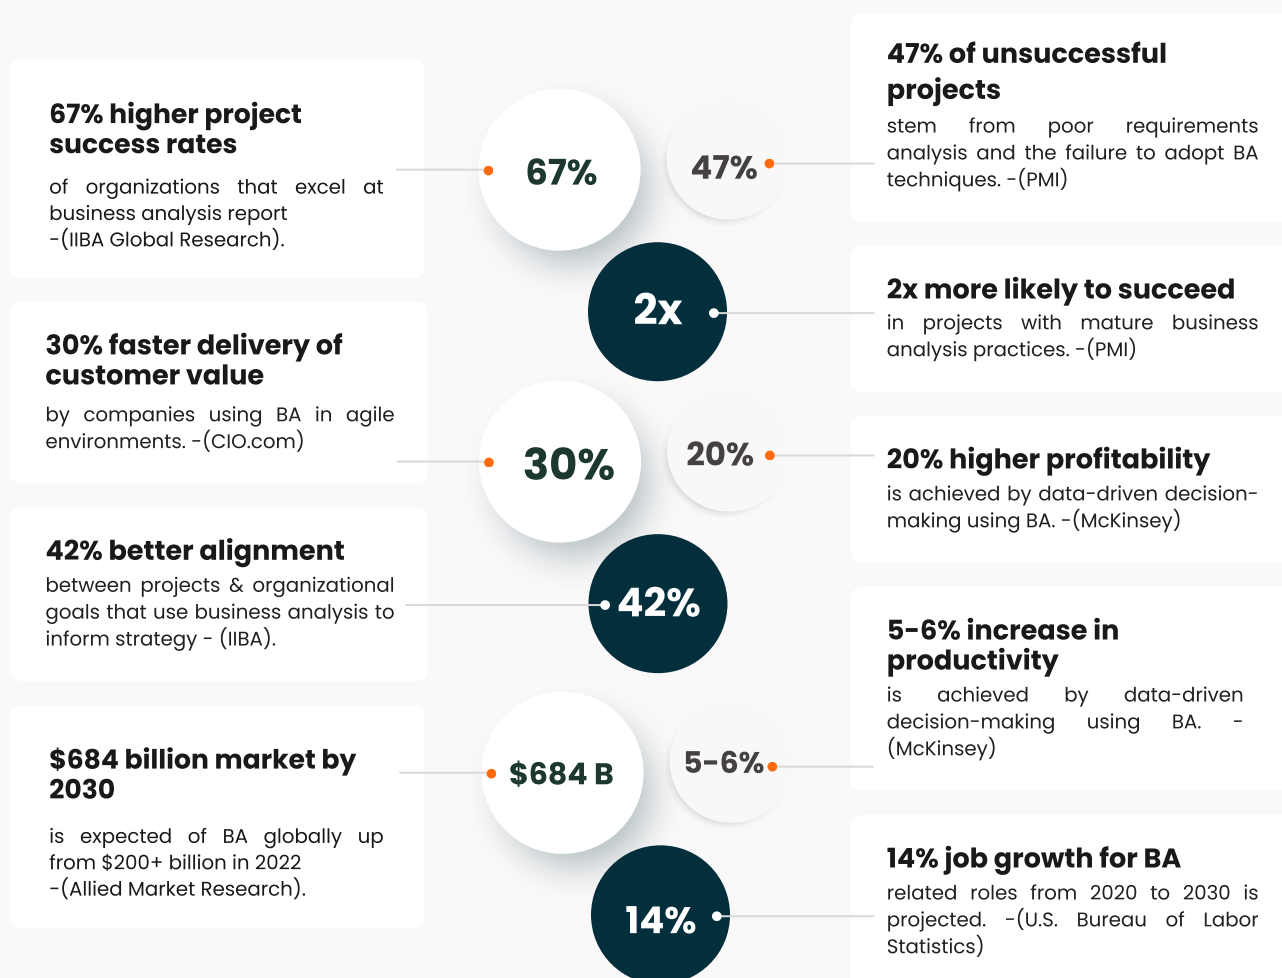 67% higher project
success rates
of organizations that excel at
business analysis report
-(IIBA Global Research).
30% faster delivery of
customer value
by companies using BA in agile
environments. -(CIO.com)
42% better alignment
between projects & organizational
goals that use business analysis to
inform strategy - (IIBA).
$684 billion market by
2030
is expected of BA globally up
from $200+ billion in 2022
-(Allied Market Research).
67%
47%
2x
30%
20%
42%
$684 B
5-6%
14%
47% of unsuccessful
projects
stem from poor requirements
analysis and the failure to adopt BA
techniques. -(PMI)
2x more likely to succeed
in projects with mature business
analysis practices. -(PMI)
20% higher profitability
is achieved by data-driven decision-
making using BA. -(McKinsey)
5-6% increase in
productivity
is achieved by data-driven
decision-making using BA. -
(McKinsey)
14% job growth for BA
related roles from 2020 to 2030 is
projected. -(U.S. Bureau of Labor
Statistics)